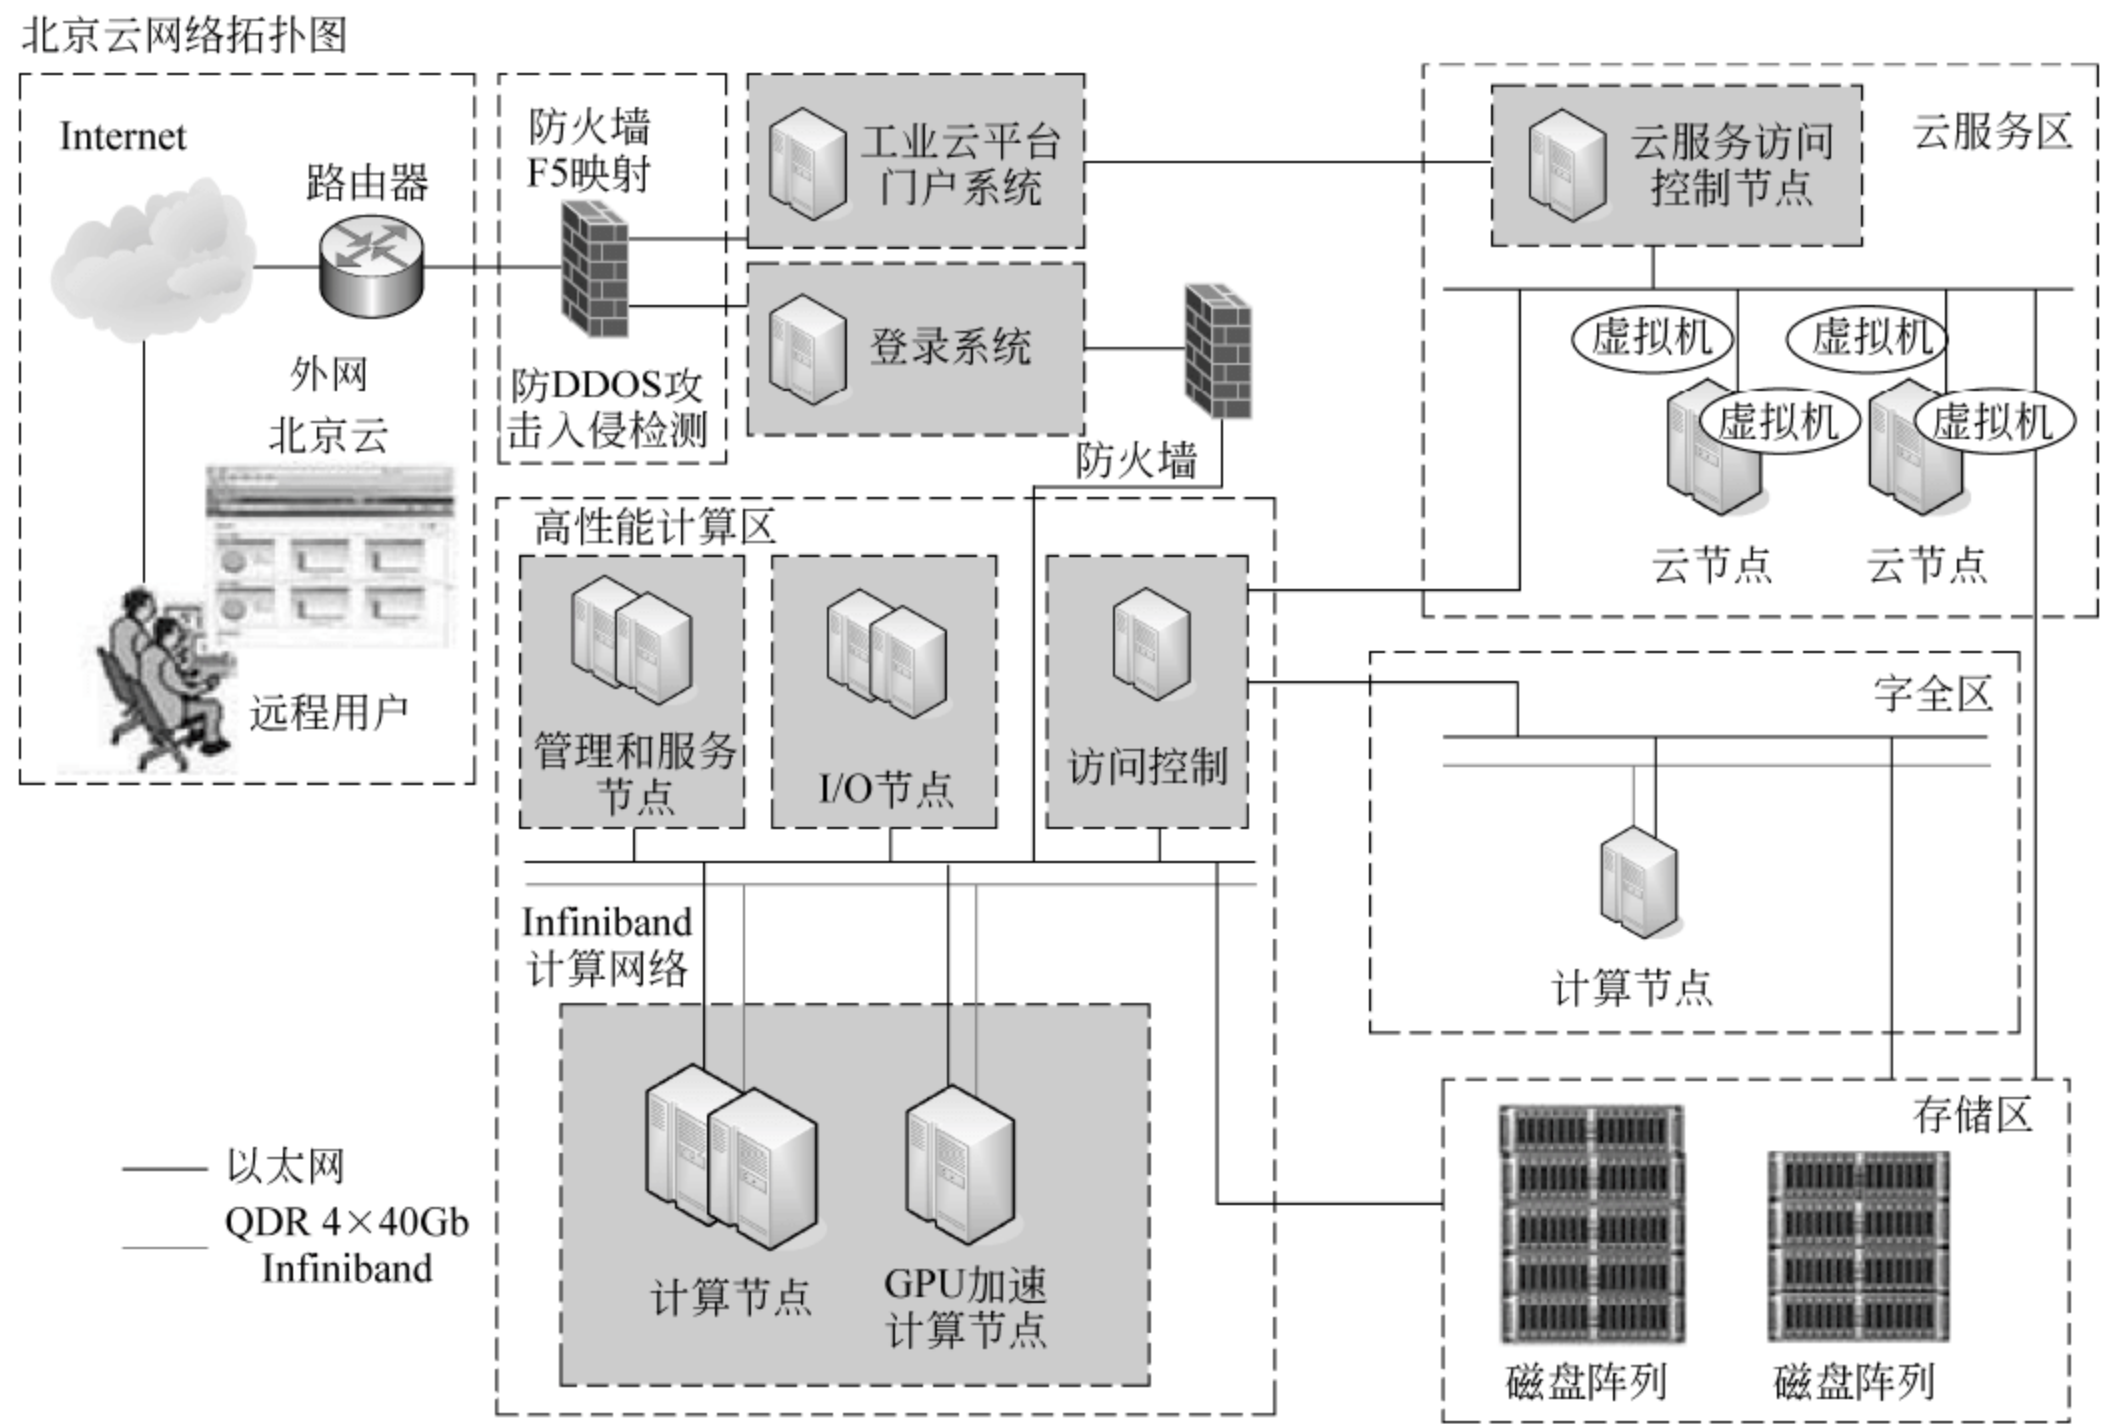 北京云网络拓扑图
Internet
路由器
外网
北京云
远程用户
防火墙
F5映射
防DDOS攻
击入侵检测
工业云平台
门户系统
登录系统
防火墙
云服务区
云服务访问
控制节点
虚拟机
虚拟机
虚拟机
虚拟机
云节点
云节点
高性能计算区
管理和服务
节点
I/O节点
访问控制
Infiniband
计算网络
计算节点
GPU加速
计算节点
字全区
计算节点
存储区
磁盘阵列
磁盘阵列
以太网
QDR 4×40Gb
Infiniband